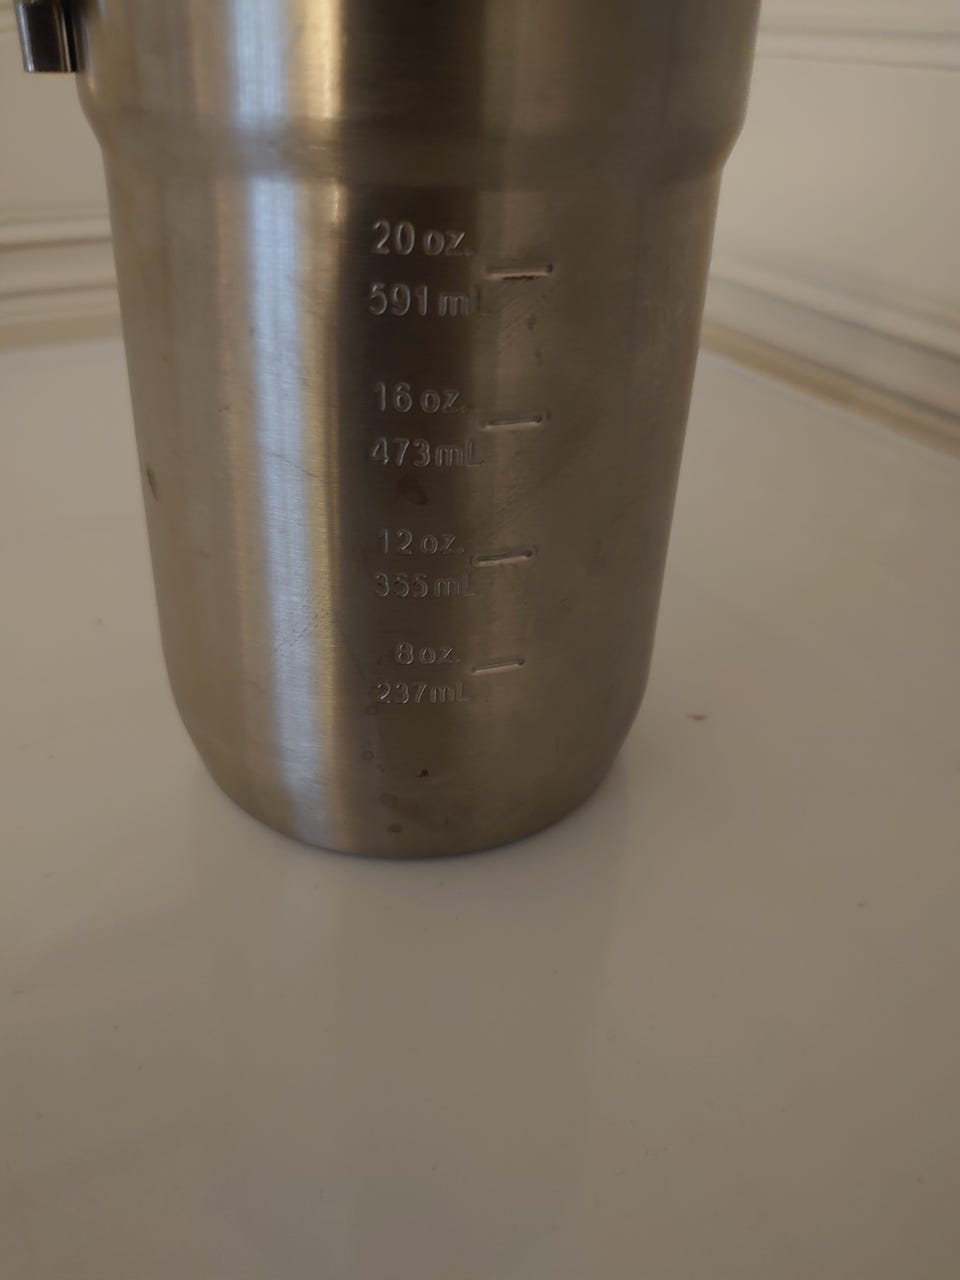 20 oz.
591 mL
16 oz.
473 mL
12 oz.
355 mL
8 oz.
237 mL